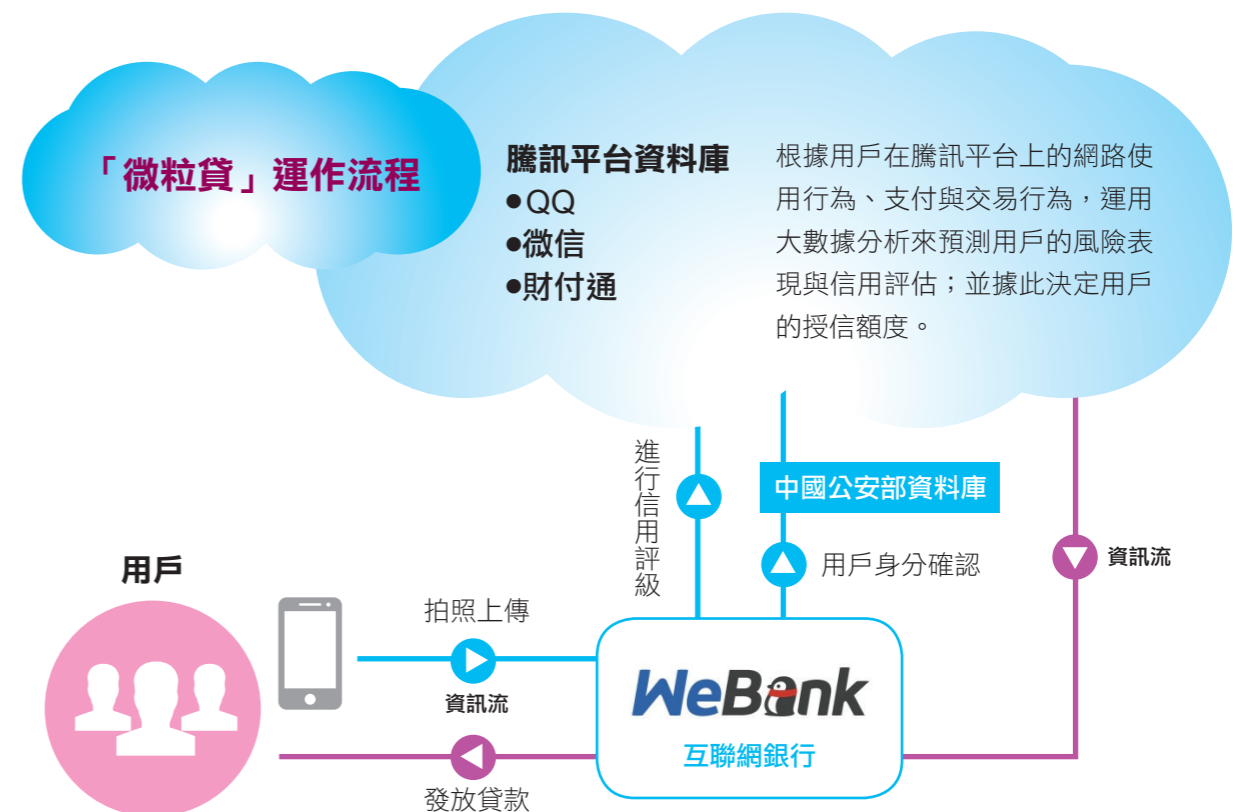 「微粒貸」運作流程
騰訊平台資料庫
●QQ
●微信
●財付通
根據用戶在騰訊平台上的網路使
用行為、支付與交易行為，運用
大數據分析來預測用戶的風險表
現與信用評估；並據此決定用戶
的授信額度。
進行信用評級
中國公安部資料庫
用戶身分確認
資訊流
用戶
拍照上傳
資訊流
發放貸款
WeBank
互聯網銀行